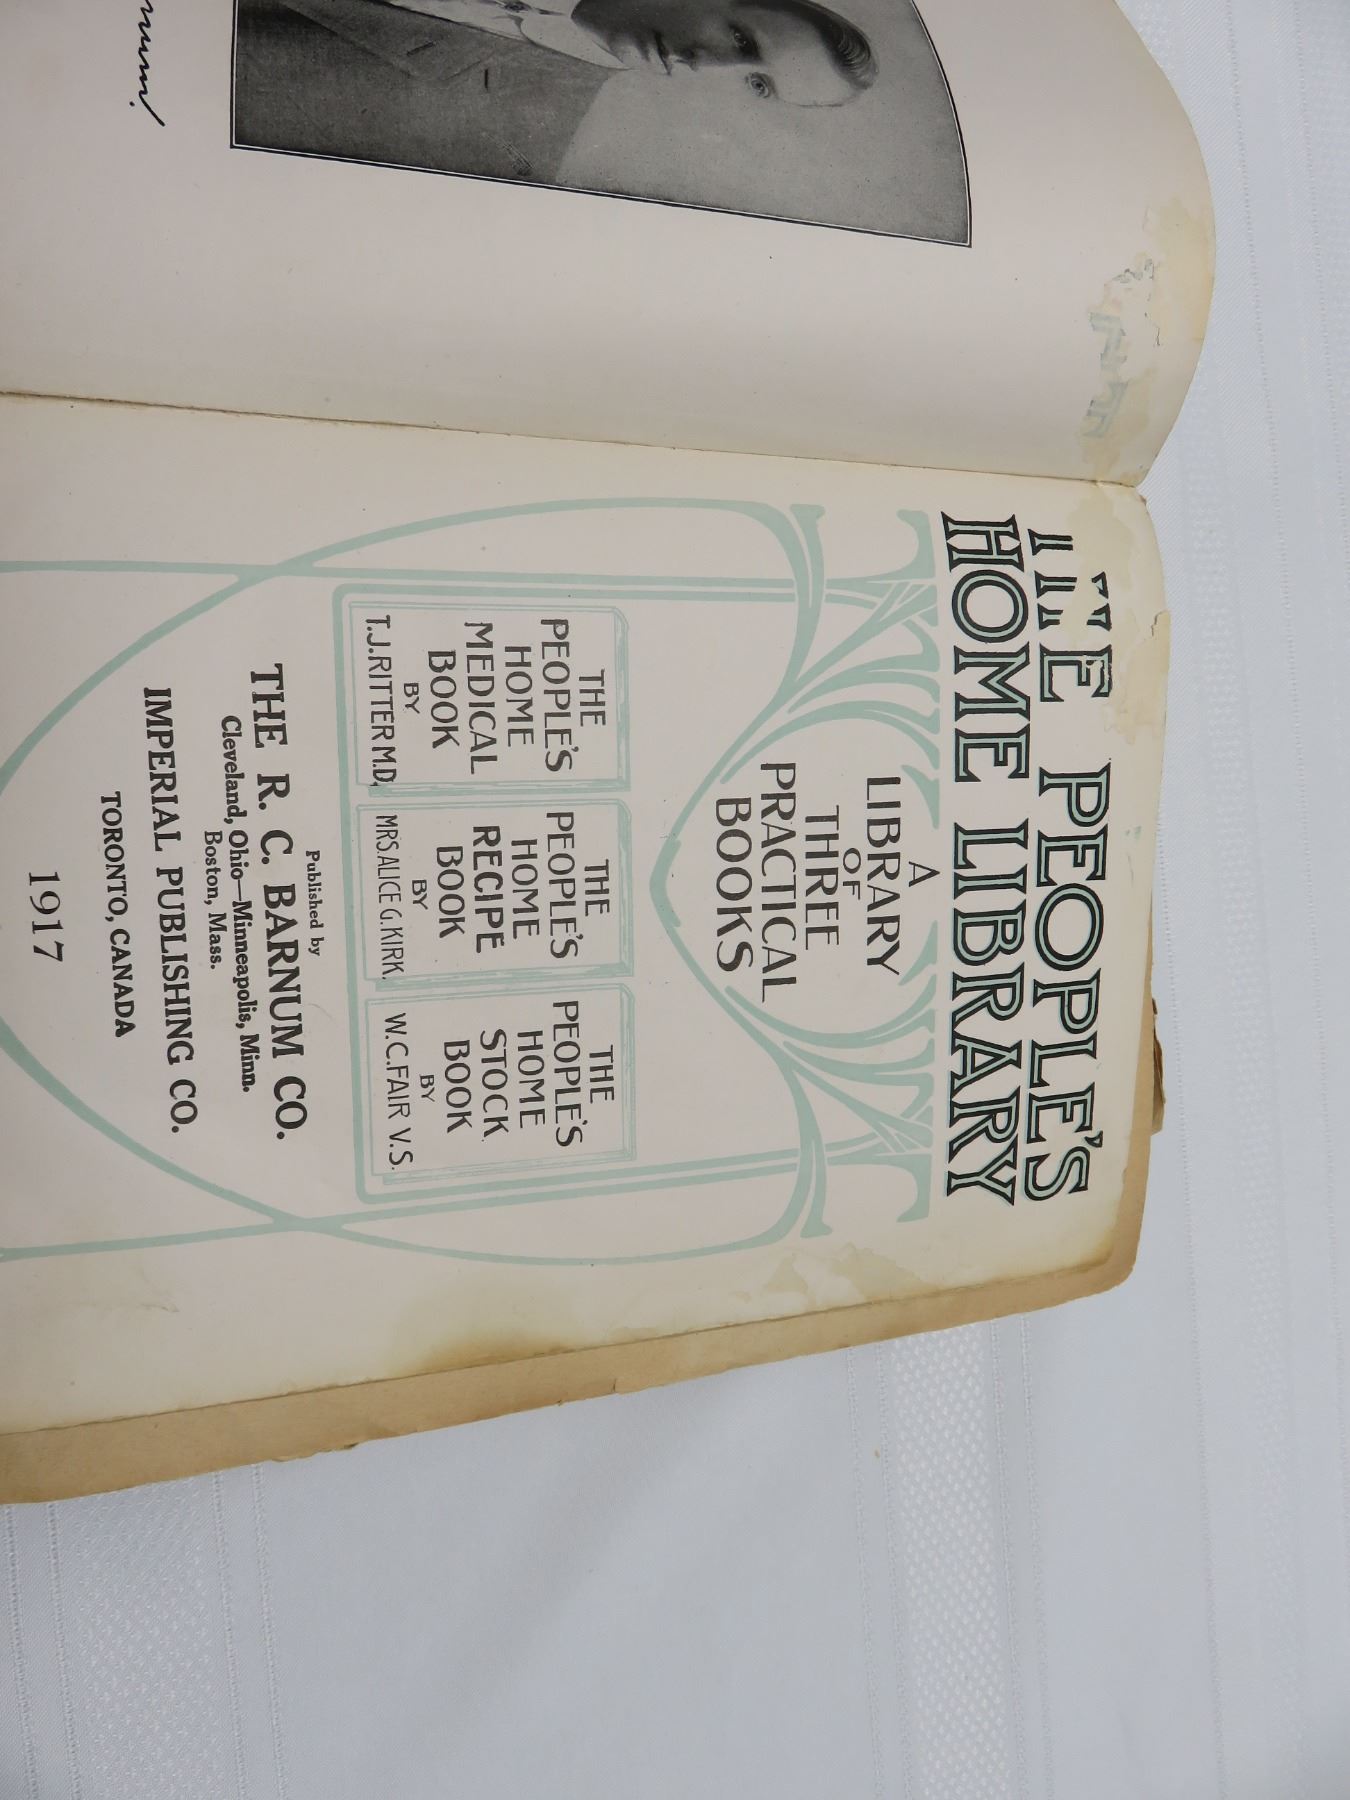 THE PEOPLE'S
HOME LIBRARY
A
LIBRARY
OF
THREE
PRACTICAL
BOOKS
THE
PEOPLE'S
HOME
MEDICAL
BOOK
BY
T.J.RITTER M.D.
THE
PEOPLE'S
HOME
RECIPE
BOOK
BY
MRS.ALICE G.KIRK.
THE
PEOPLE'S
HOME
STOCK
BOOK
BY
W.C.FAIR V.S.
Published by
THE R. C. BARNUM CO.
Cleveland, Ohio—Minneapolis, Minn.
Boston, Mass.
IMPERIAL PUBLISHING CO.
TORONTO, CANADA
1917